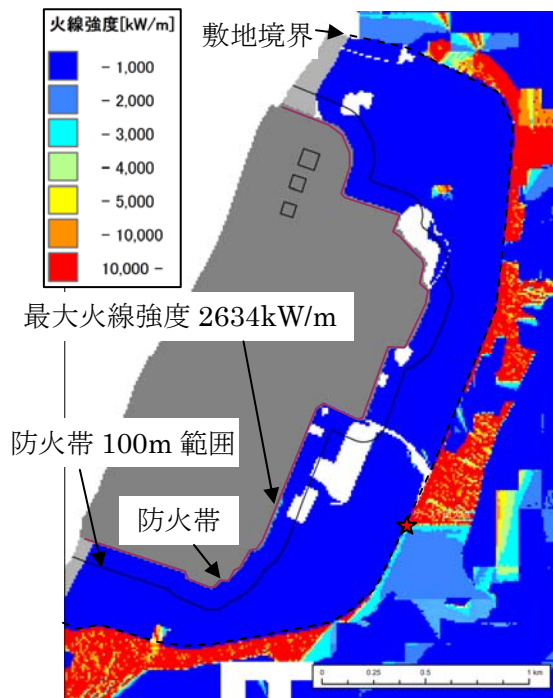 火線強度[kW/m]
- 1,000
- 2,000
- 3,000
- 4,000
- 5,000
- 10,000
10,000 -
敷地境界
最大火線強度 2634kW/m
防火帯 100m 範囲
防火帯
0 0.25 0.5 1 km